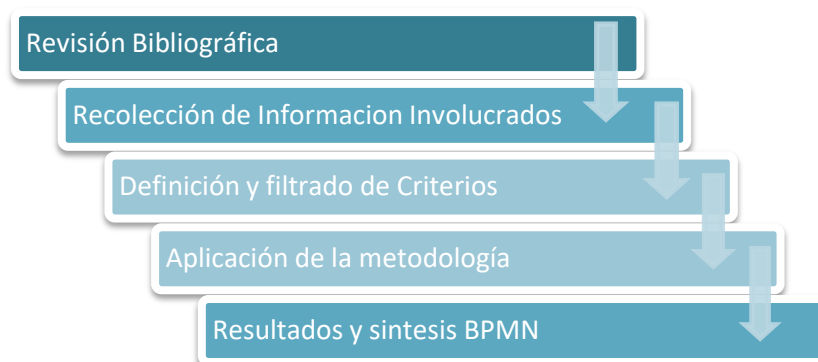 Revisión Bibliográfica
Recolección de Informacion Involucrados
Definición y filtrado de Criterios
Aplicación de la metodología
Resultados y sintesis BPMN